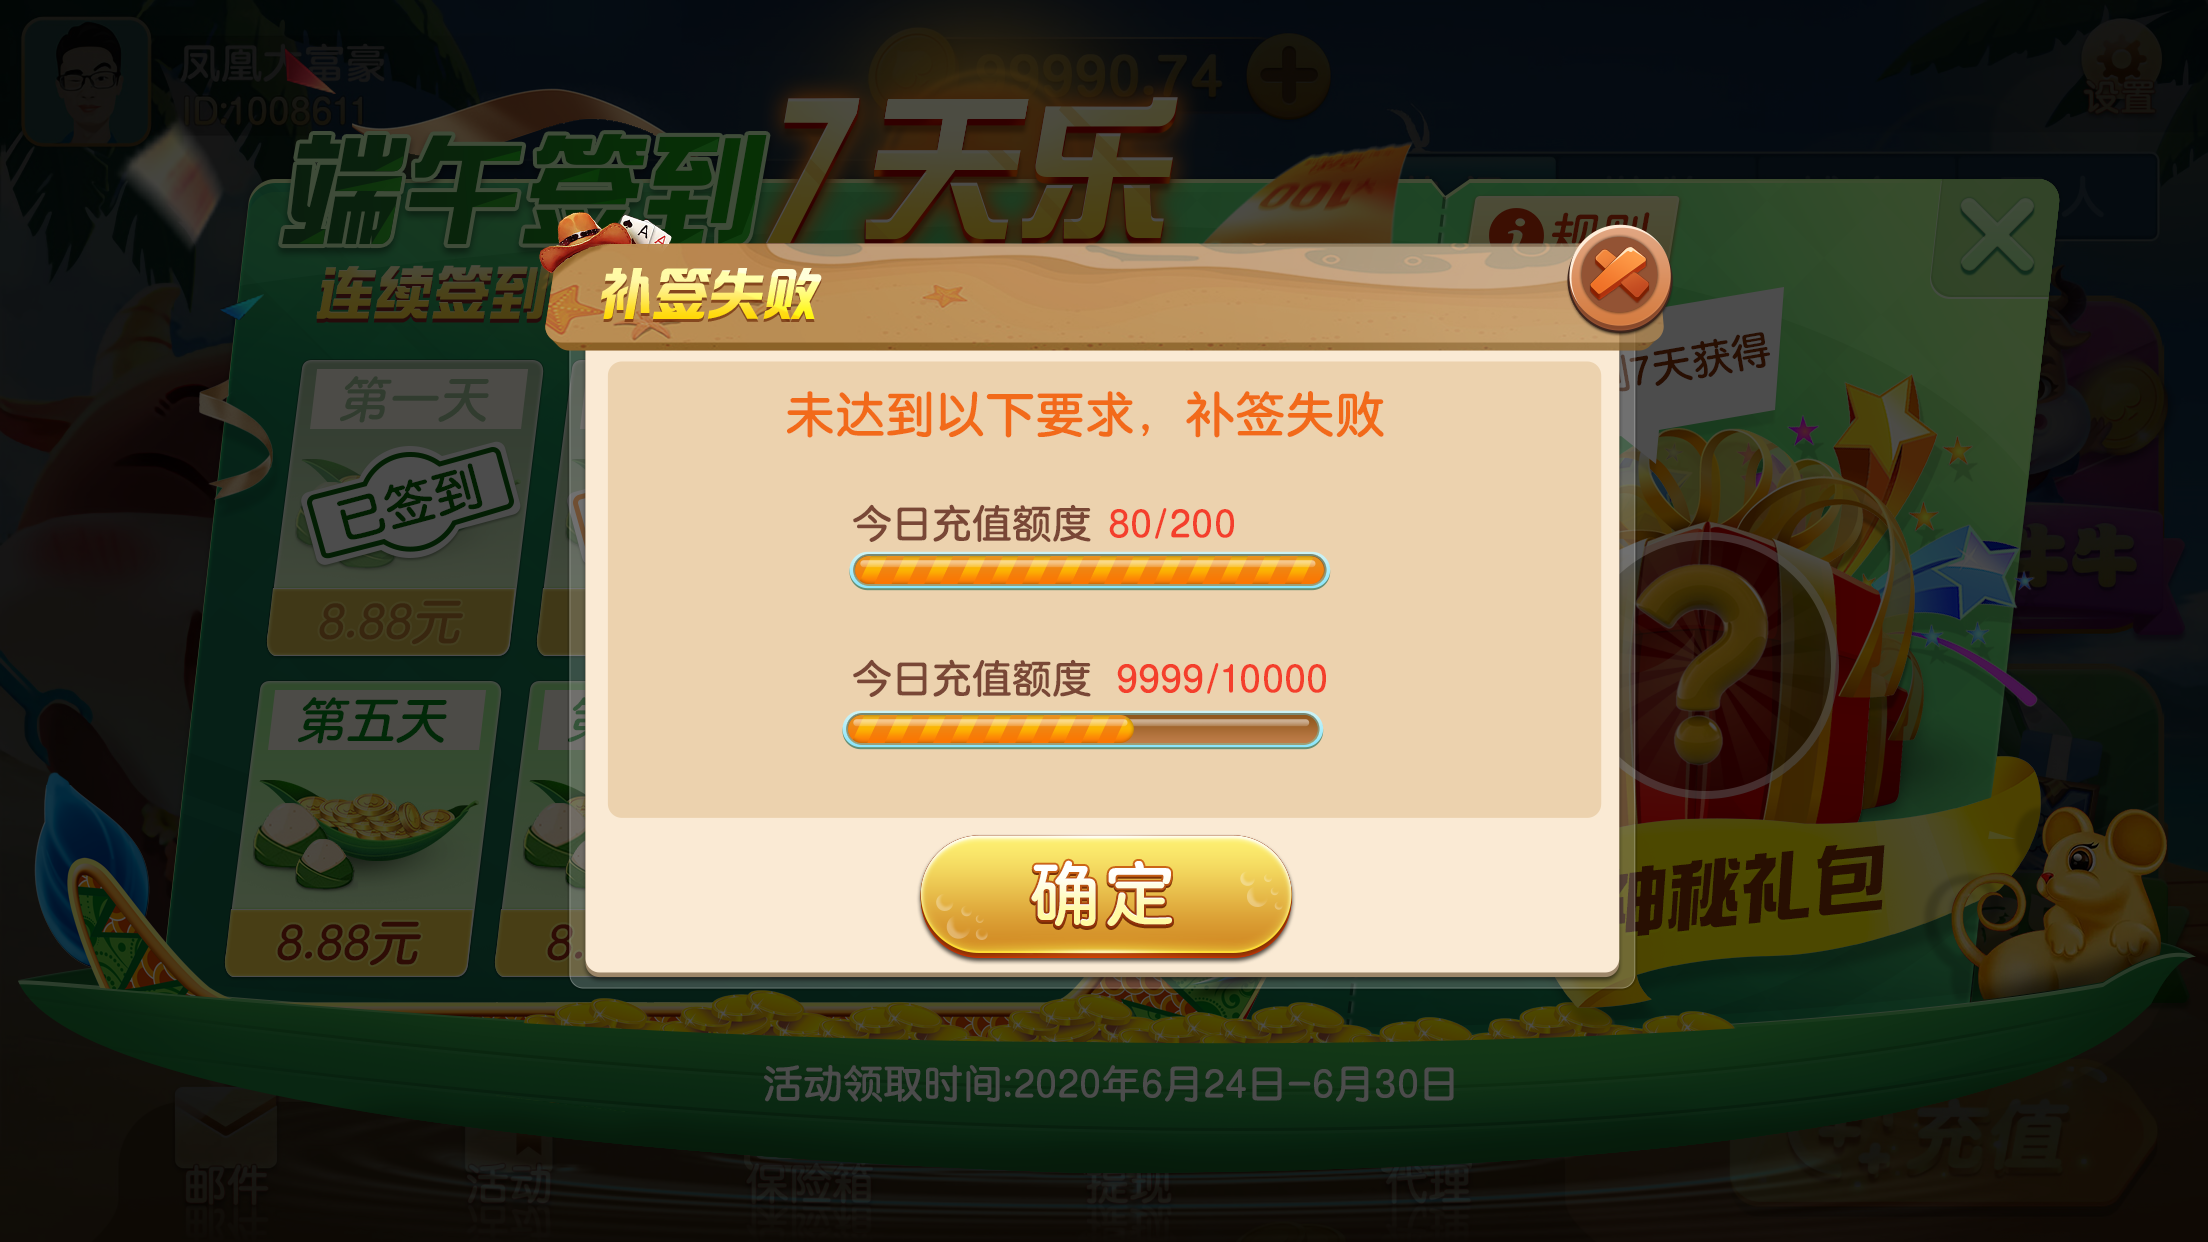 凤凰大富豪
ID:1008611
99990.74
设置
端午签到7天乐
规则
连续签到
补签失败
7天获得
未达到以下要求，补签失败
第一天
已签到
8.88元
今日充值额度 80/200
今日充值额度 9999/10000
第五天
8.88元
8.
牛牛
神秘礼包
确定
活动领取时间:2020年6月24日-6月30日
邮件
活动
保险箱
提现
代理
充值